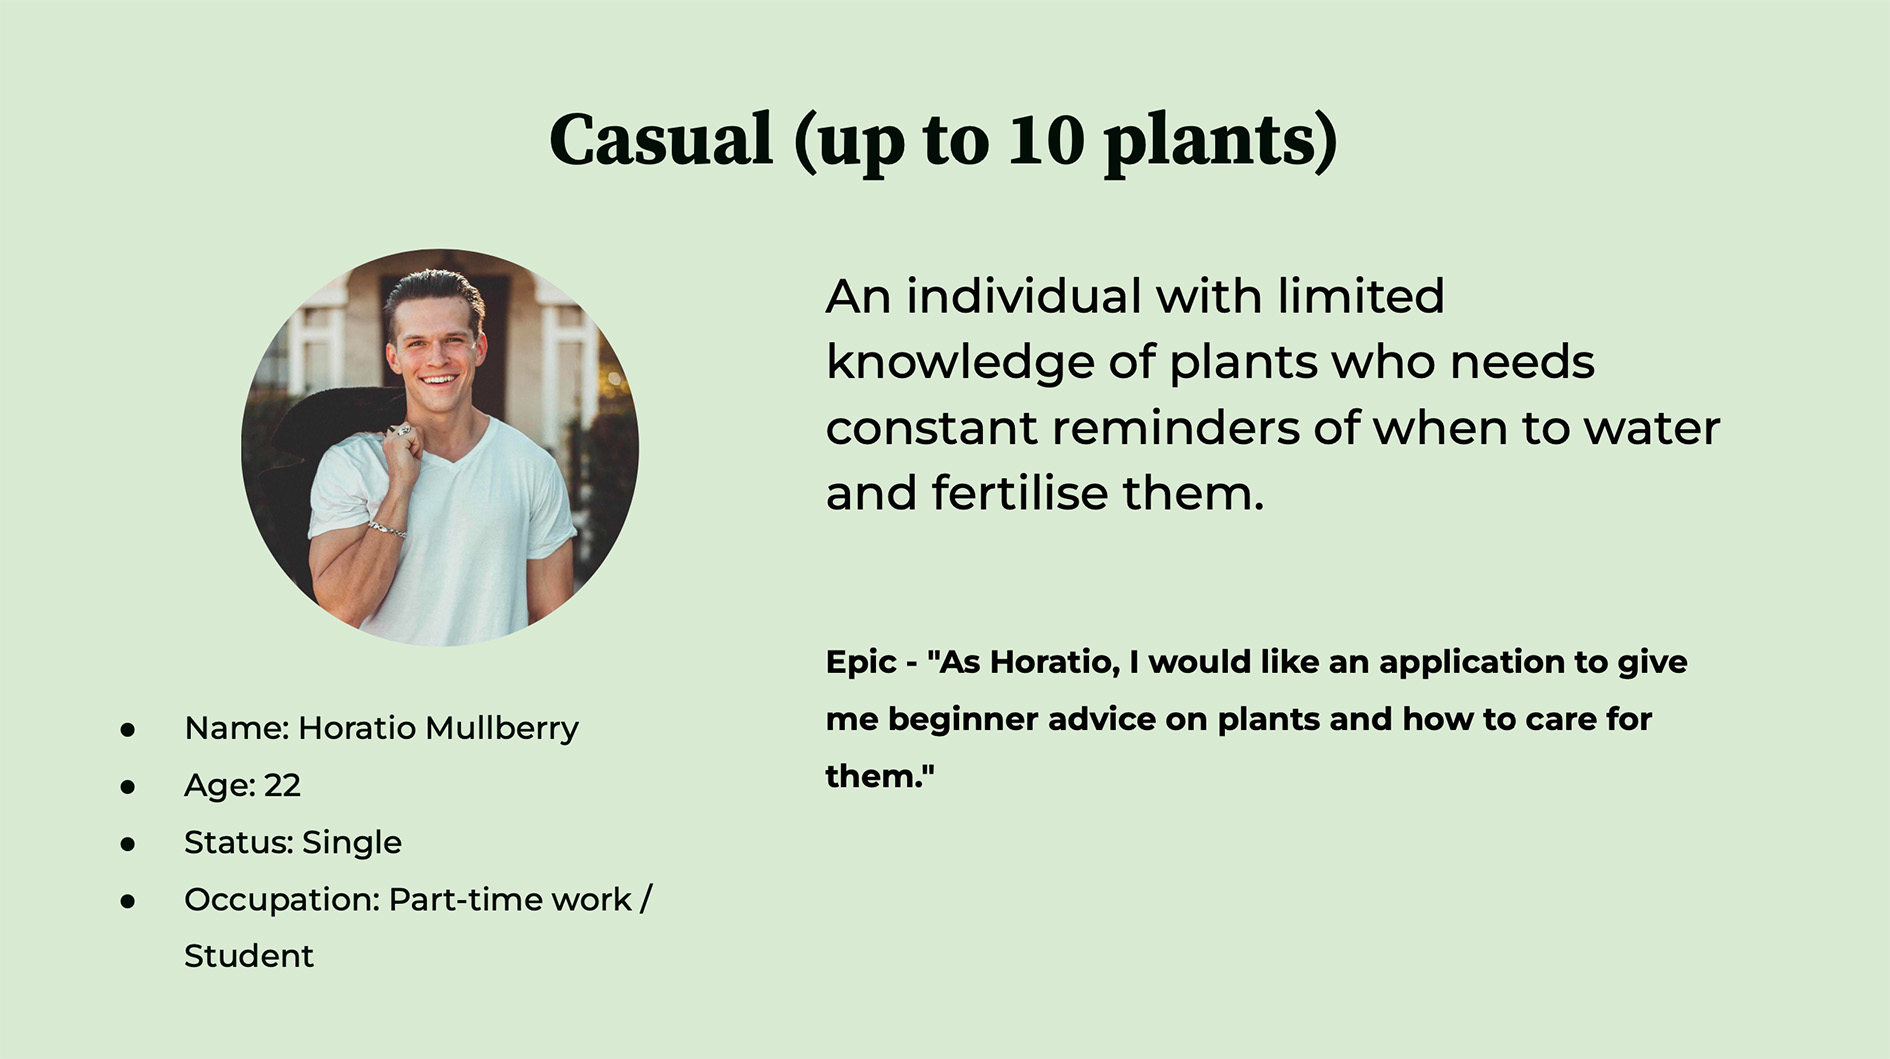 Casual (up to 10 plants)
An individual with limited
knowledge of plants who needs
constant reminders of when to water
and fertilise them.
Epic - "As Horatio, I would like an application to give
me beginner advice on plants and how to care for
them."
● Name: Horatio Mullberry
● Age: 22
● Status: Single
● Occupation: Part-time work /
Student